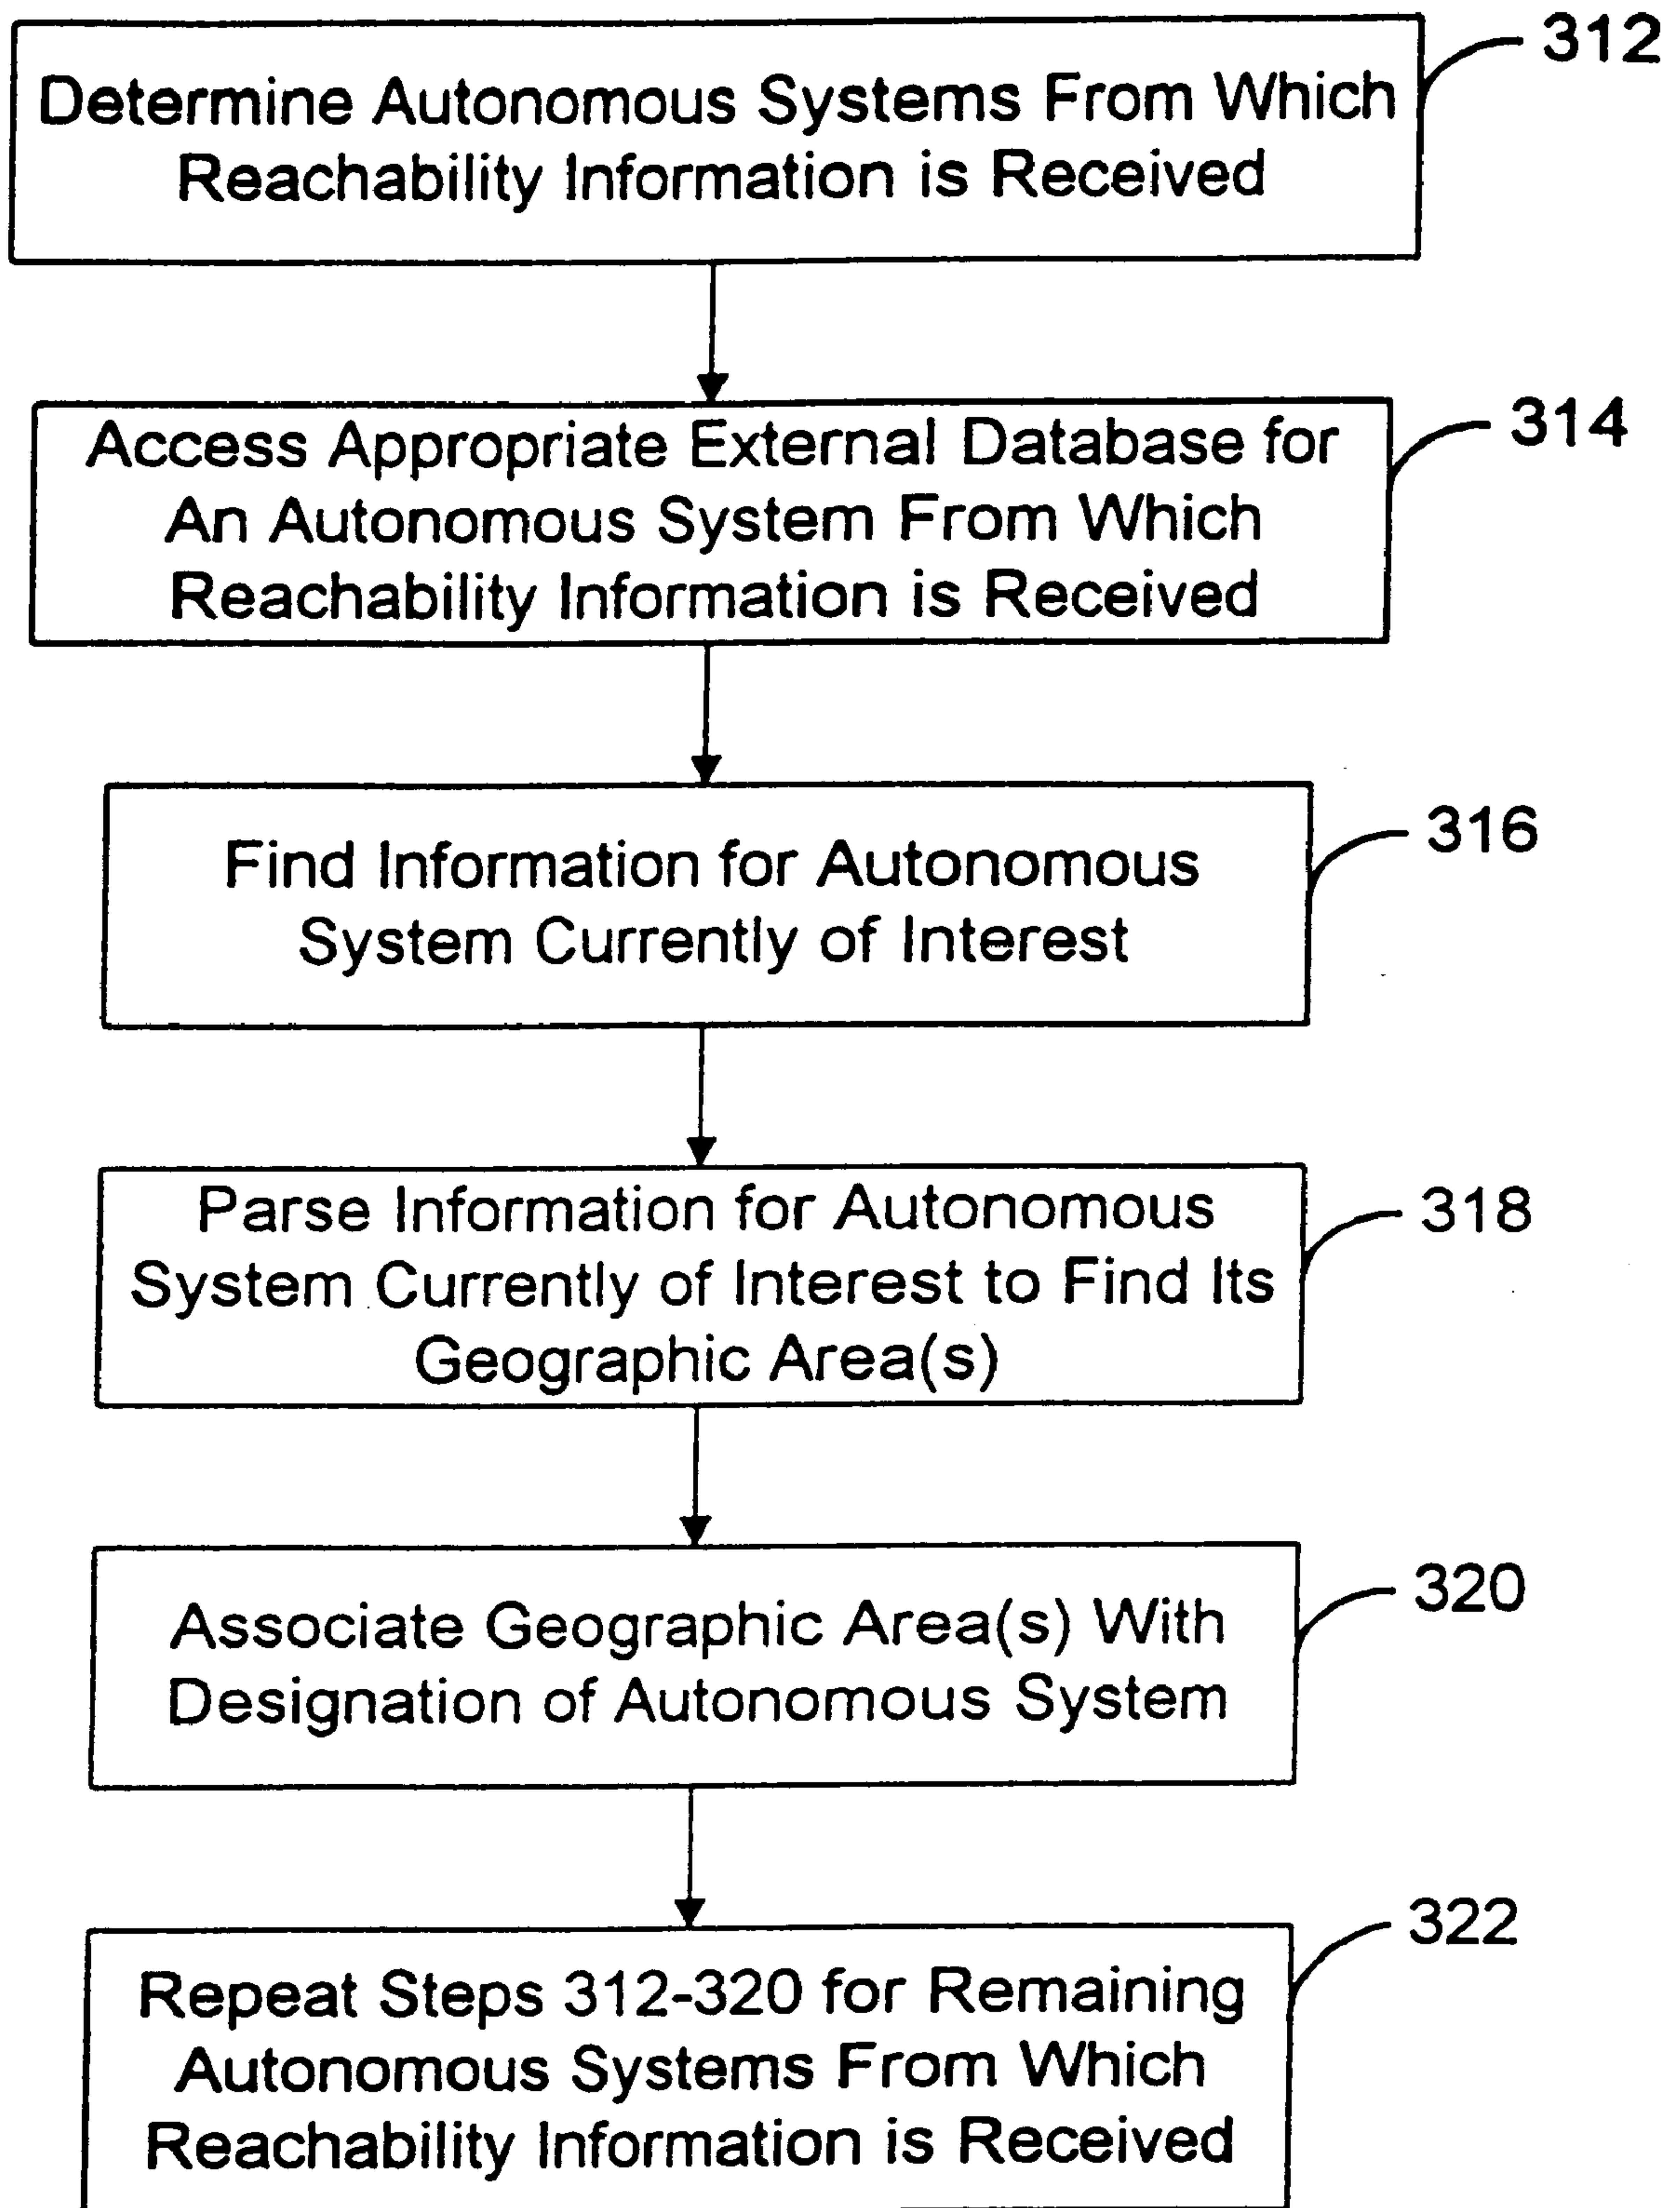 312
Determine Autonomous Systems From Which
Reachability Information is Received
314
Access Appropriate External Database for
An Autonomous System From Which
Reachability Information is Received
316
Find Information for Autonomous
System Currently of Interest
318
Parse Information for Autonomous
System Currently of Interest to Find Its
Geographic Area(s)
320
Associate Geographic Area(s) With
Designation of Autonomous System
322
Repeat Steps 312-320 for Remaining
Autonomous Systems From Which
Reachability Information is Received